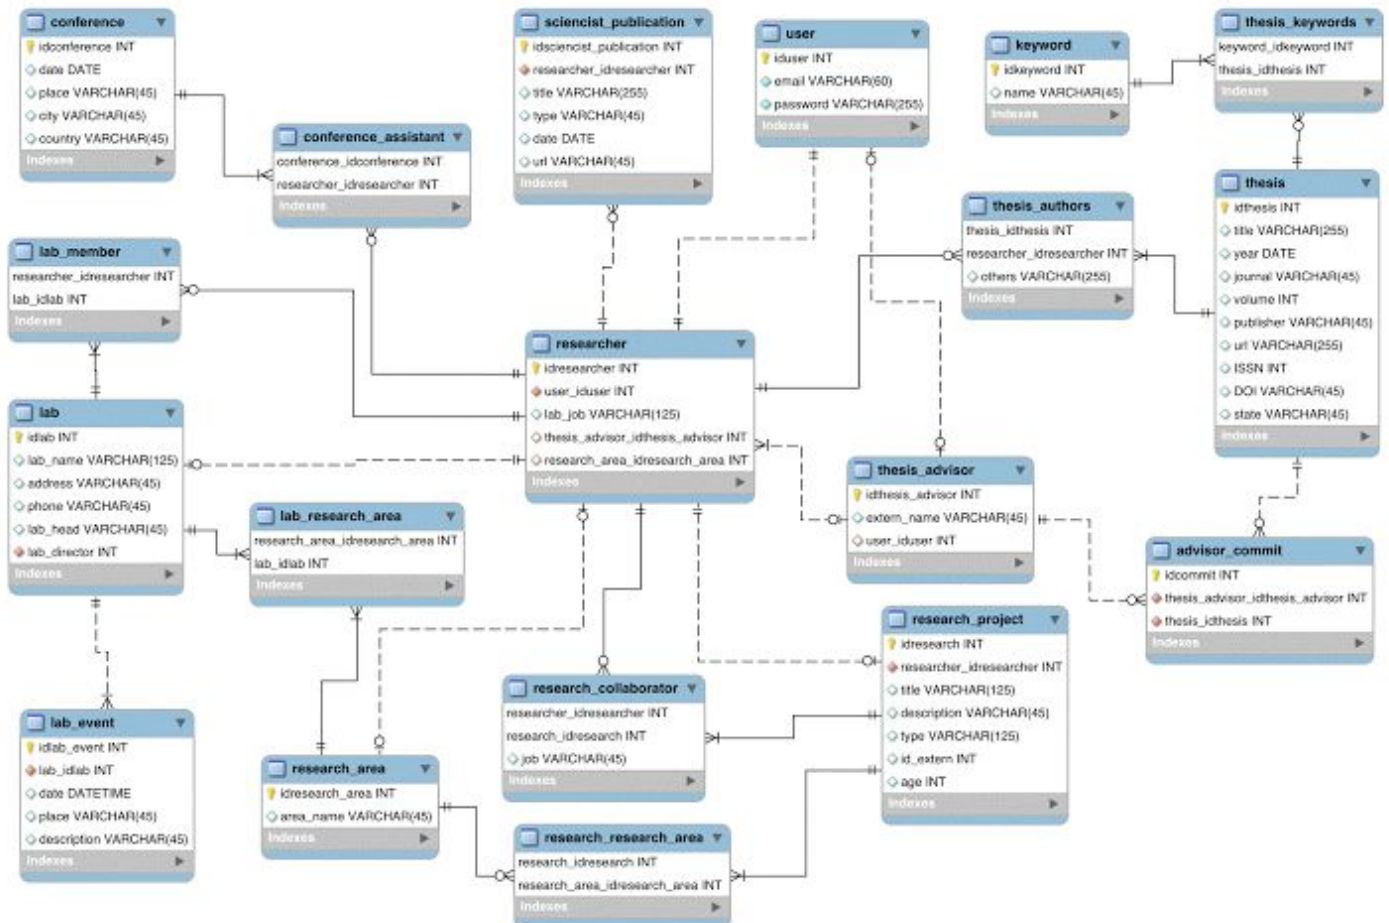 conference
idconference INT
date DATE
place VARCHAR(45)
city VARCHAR(45)
country VARCHAR(45)
Indexes
sciencist_publication
idsciencist_publication INT
researcher_idresearcher INT
title VARCHAR(255)
type VARCHAR(45)
date DATE
url VARCHAR(45)
Indexes
user
iduser INT
email VARCHAR(60)
password VARCHAR(255)
Indexes
keyword
idkeyword INT
name VARCHAR(45)
Indexes
thesis_keywords
keyword_idkeyword INT
thesis_idthesis INT
Indexes
conference_assistant
conference_idconference INT
researcher_idresearcher INT
Indexes
thesis_authors
thesis_idthesis INT
researcher_idresearcher INT
others VARCHAR(255)
Indexes
thesis
idthesis INT
title VARCHAR(255)
year DATE
journal VARCHAR(45)
volume INT
publisher VARCHAR(45)
url VARCHAR(255)
ISSN INT
DOI VARCHAR(45)
state VARCHAR(45)
Indexes
lab_member
researcher_idresearcher INT
lab_idlab INT
Indexes
researcher
idresearcher INT
user_iduser INT
lab_job VARCHAR(125)
thesis_advisor_idthesis_advisor INT
research_area_idresearch_area INT
Indexes
lab
idlab INT
lab_name VARCHAR(125)
address VARCHAR(45)
phone VARCHAR(45)
lab_head VARCHAR(45)
lab_director INT
Indexes
thesis_advisor
idthesis_advisor INT
extern_name VARCHAR(45)
user_iduser INT
Indexes
lab_research_area
research_area_idresearch_area INT
lab_idlab INT
Indexes
advisor_commit
idcommit INT
thesis_advisor_idthesis_advisor INT
thesis_idthesis INT
Indexes
research_project
idresearch INT
researcher_idresearcher INT
title VARCHAR(125)
description VARCHAR(45)
type VARCHAR(125)
id_extern INT
age INT
Indexes
research_collaborator
researcher_idresearcher INT
research_idresearch INT
job VARCHAR(45)
Indexes
lab_event
idlab_event INT
lab_idlab INT
date DATETIME
place VARCHAR(45)
description VARCHAR(45)
Indexes
research_area
idresearch_area INT
area_name VARCHAR(45)
Indexes
research_research_area
research_idresearch INT
research_area_idresearch_area INT
Indexes